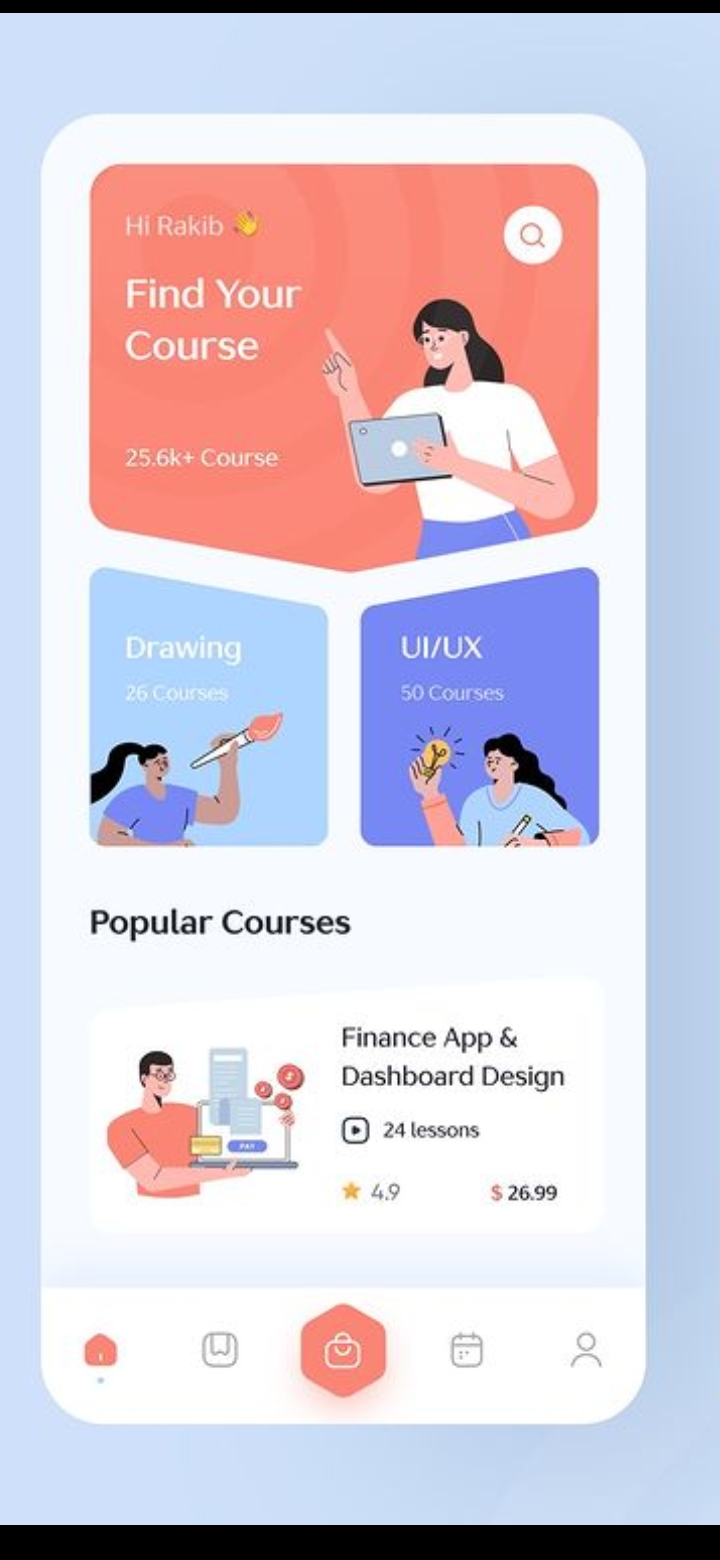 Hi Rakib 👋
Find Your
Course
25.6k+ Course
Drawing
26 Courses
UI/UX
50 Courses
Popular Courses
Finance App &
Dashboard Design
24 lessons
PAY
4.9
$ 26.99